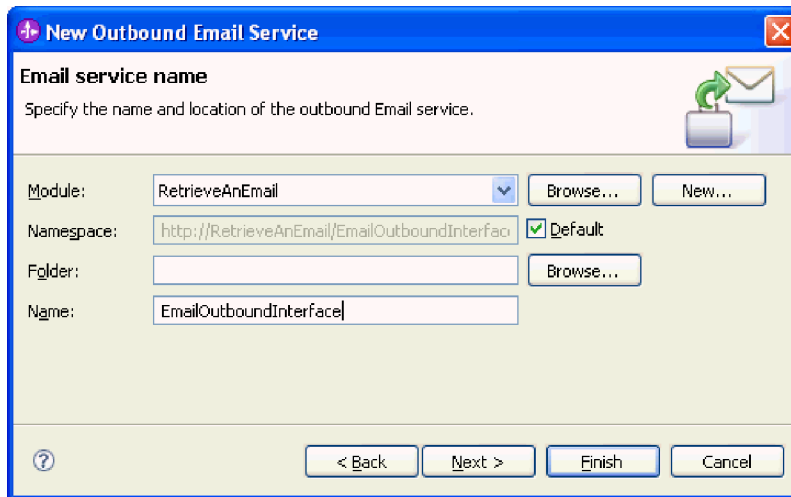 New Outbound Email Service
Email service name
Specify the name and location of the outbound Email service.
Module: RetrieveAnEmail Browse... New...
Namespace: http://RetrieveAnEmail/EmailOutboundInterfac Default
Folder: Browse...
Name: EmailOutboundInterface
? < Back Next > Finish Cancel